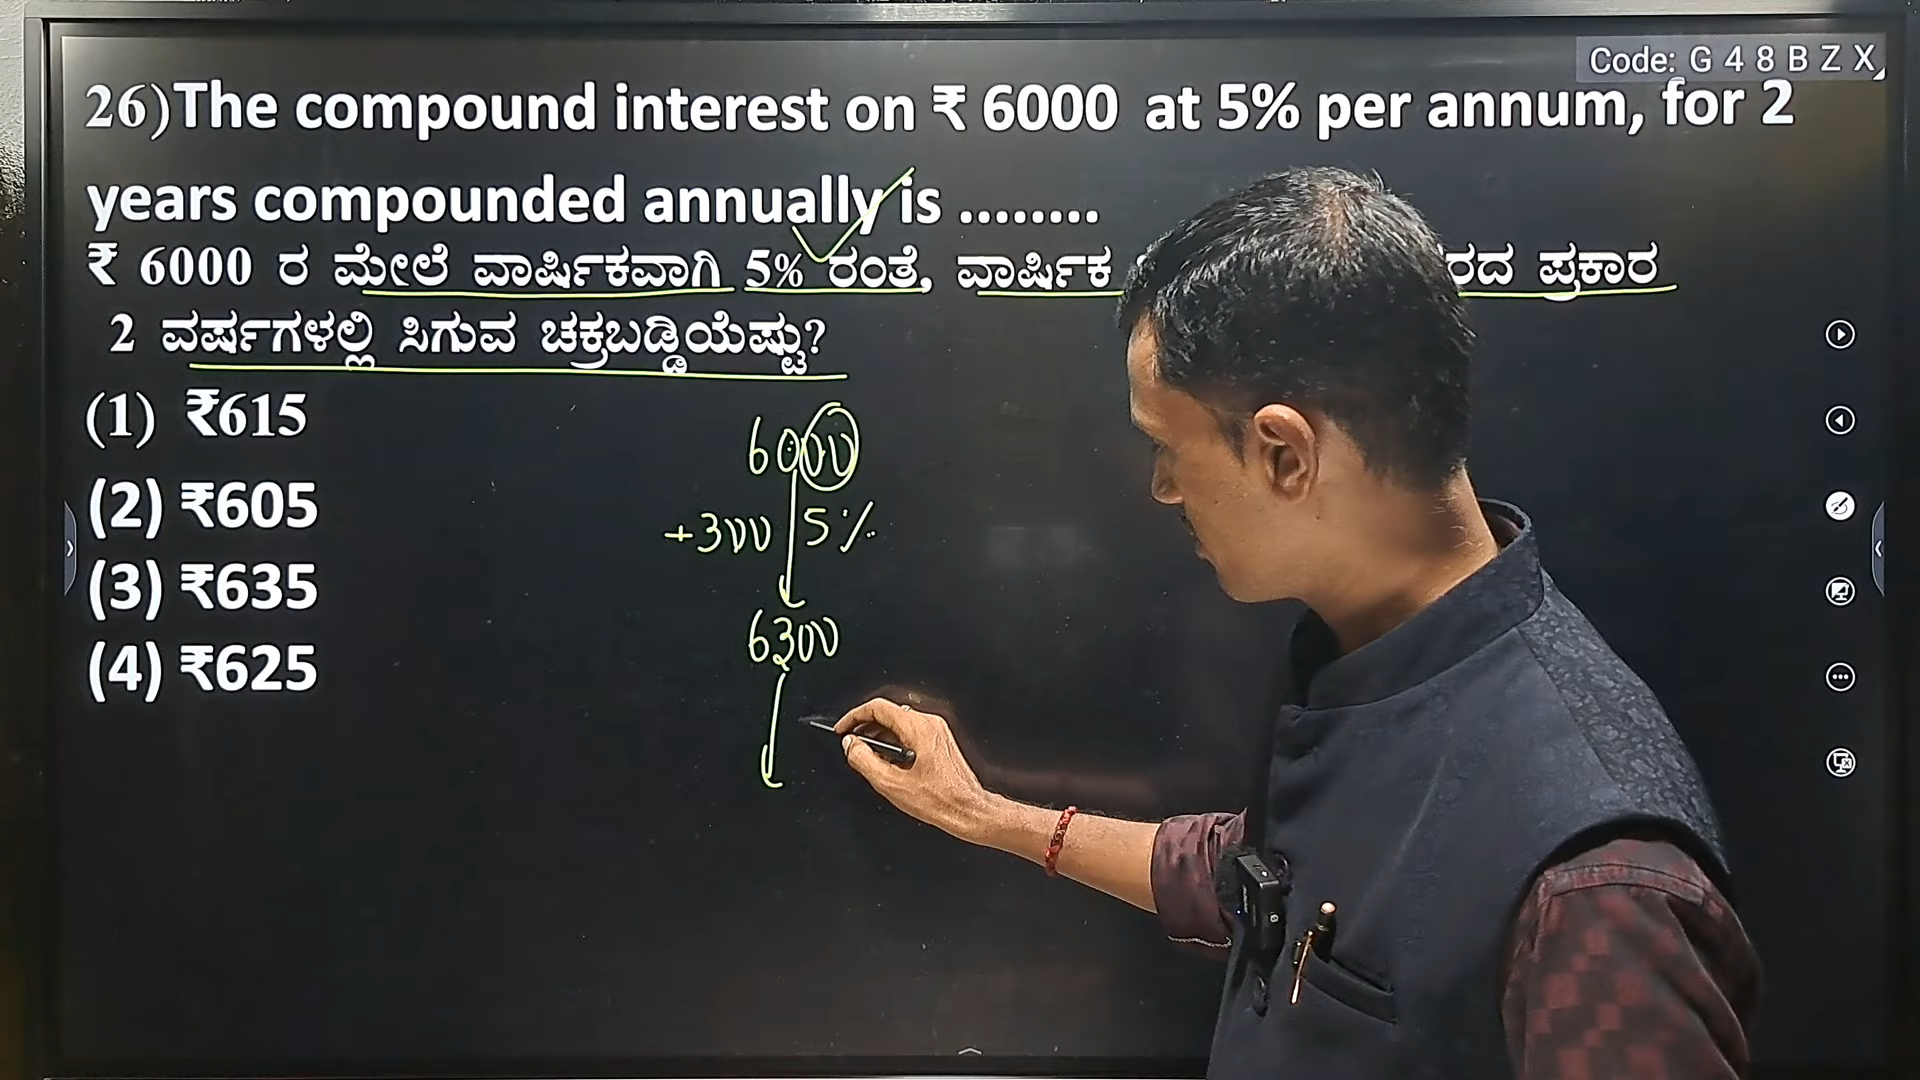 Code: G 4 8 B Z X
26)The compound interest on ₹ 6000 at 5% per annum, for 2
years compounded annually is ........
₹ 6000 ರ ಮೇಲೆ ವಾರ್ಷಿಕವಾಗಿ 5% ರಂತೆ, ವಾರ್ಷಿಕ ರದ ಪ್ರಕಾರ
2 ವರ್ಷಗಳಲ್ಲಿ ಸಿಗುವ ಚಕ್ರಬಡ್ಡಿಯೆಷ್ಟು?
(1) ₹615
(2) ₹605
(3) ₹635
(4) ₹625
6000
+300 5%
6300